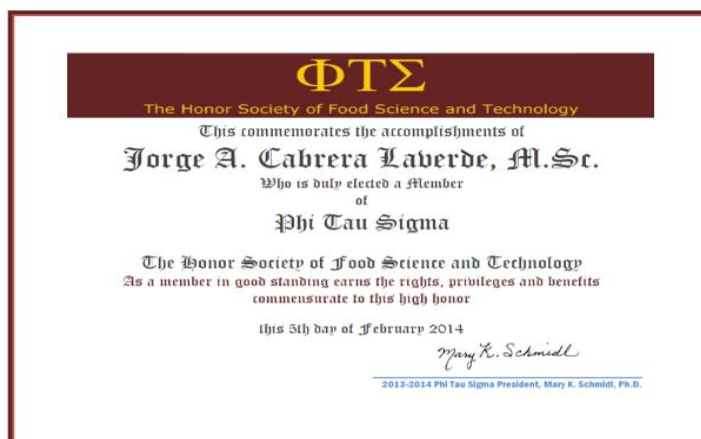 ΦΤΣ
The Honor Society of Food Science and Technology
This commemorates the accomplishments of
Jorge A. Cabrera Laverde, M.Sc.
Who is duly elected a Member
of
Phi Tau Sigma
The Honor Society of Food Science and Technology
As a member in good standing earns the rights, privileges and benefits
commensurate to this high honor
this 5th day of February 2014
Mary K. Schmidl
2013-2014 Phi Tau Sigma President, Mary K. Schmidl, Ph.D.